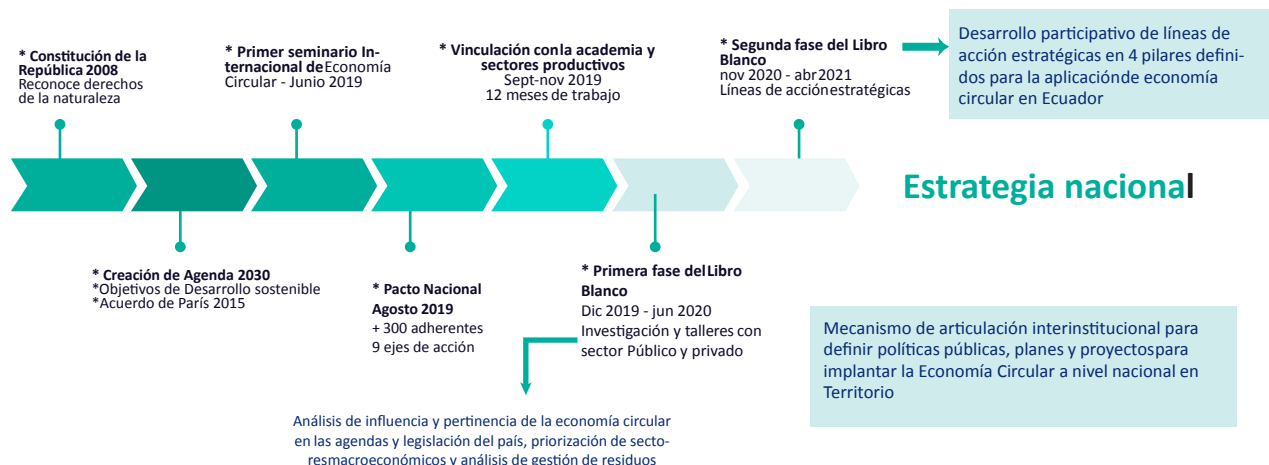 * Constitución de la
República 2008
Reconoce derechos
de la naturaleza
* Primer seminario In-
ternacional de Economía
Circular - Junio 2019
* Vinculación con la academia y
sectores productivos
Sept-nov 2019
12 meses de trabajo
* Segunda fase del Libro
Blanco
nov 2020 - abr 2021
Líneas de acción estratégicas
Desarrollo participativo de líneas de
acción estratégicas en 4 pilares defini-
dos para la aplicación de economía
circular en Ecuador
Estrategia nacional
* Creación de Agenda 2030
*Objetivos de Desarrollo sostenible
*Acuerdo de París 2015
* Pacto Nacional
Agosto 2019
+ 300 adherentes
9 ejes de acción
* Primera fase del Libro
Blanco
Dic 2019 - jun 2020
Investigación y talleres con
sector Público y privado
Mecanismo de articulación interinstitucional para
definir políticas públicas, planes y proyectos para
implantar la Economía Circular a nivel nacional en
Territorio
Análisis de influencia y pertinencia de la economía circular
en las agendas y legislación del país, priorización de secto-
resmacroeconómicos y análisis de gestión de residuos